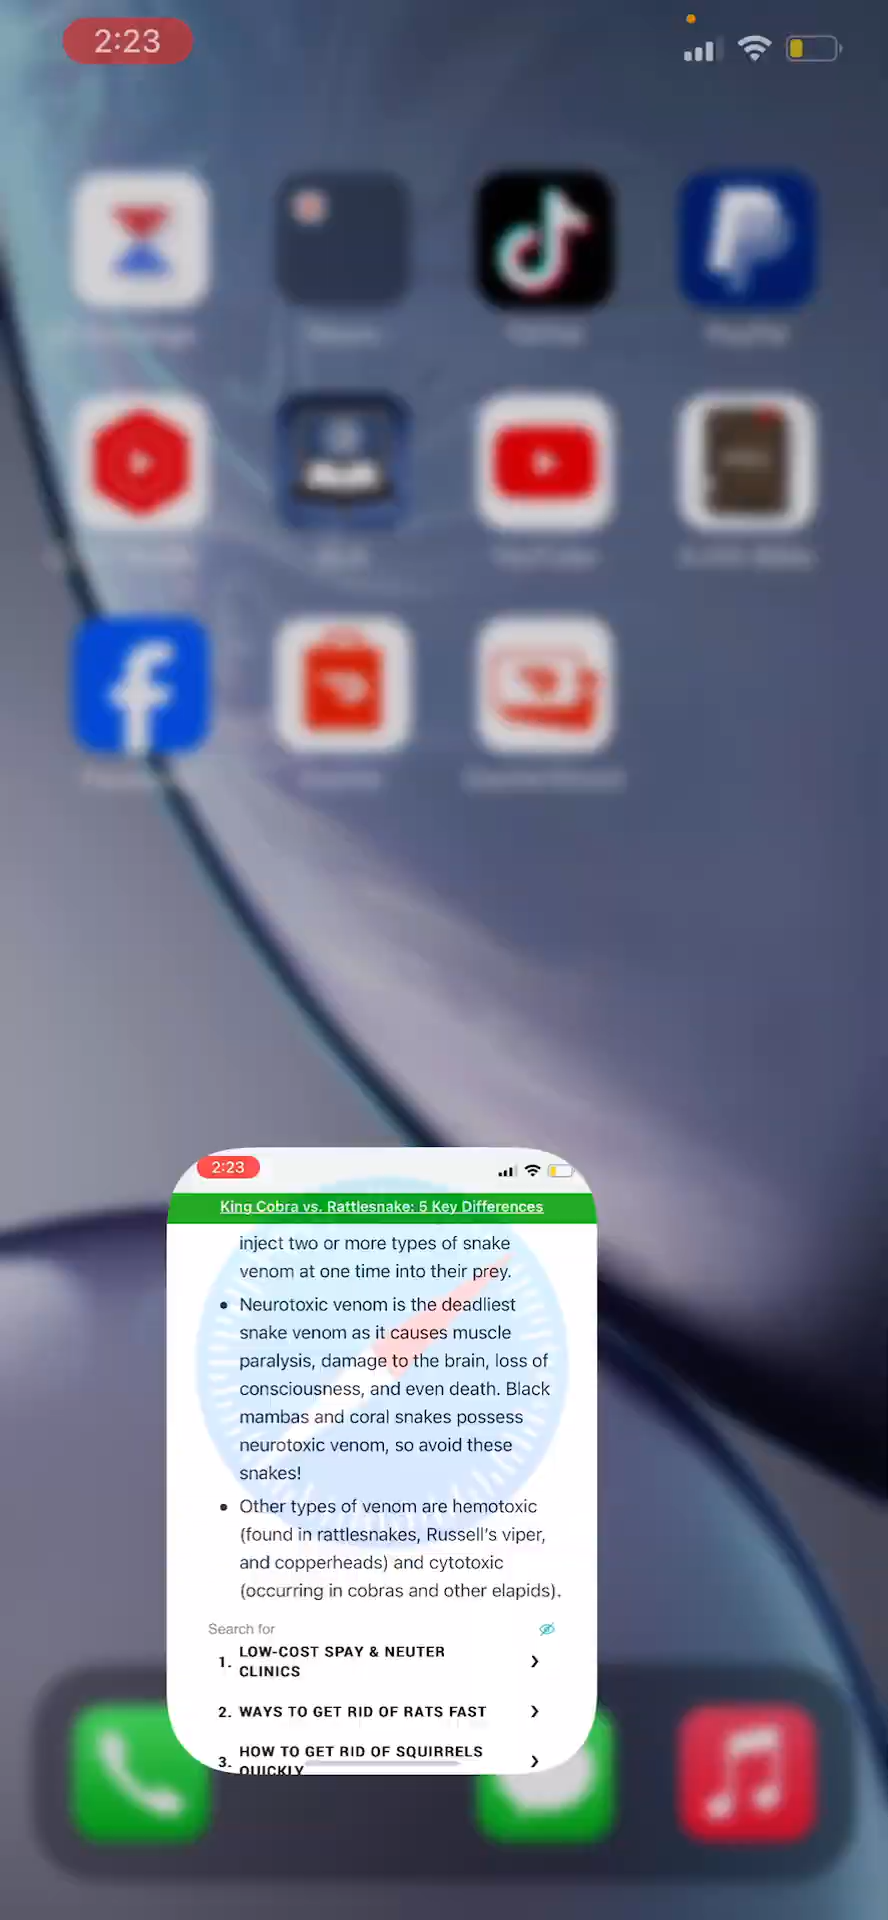 2:23
TikTok
PayPal
YouTube
2:23
King Cobra vs. Rattlesnake: 5 Key Differences
inject two or more types of snake
venom at one time into their prey.
• Neurotoxic venom is the deadliest
snake venom as it causes muscle
paralysis, damage to the brain, loss of
consciousness, and even death. Black
mambas and coral snakes possess
neurotoxic venom, so avoid these
snakes!
• Other types of venom are hemotoxic
(found in rattlesnakes, Russell’s viper,
and copperheads) and cytotoxic
(occurring in cobras and other elapids).
Search for
1. LOW-COST SPAY & NEUTER
CLINICS
2. WAYS TO GET RID OF RATS FAST
3. HOW TO GET RID OF SQUIRRELS
QUICKLY